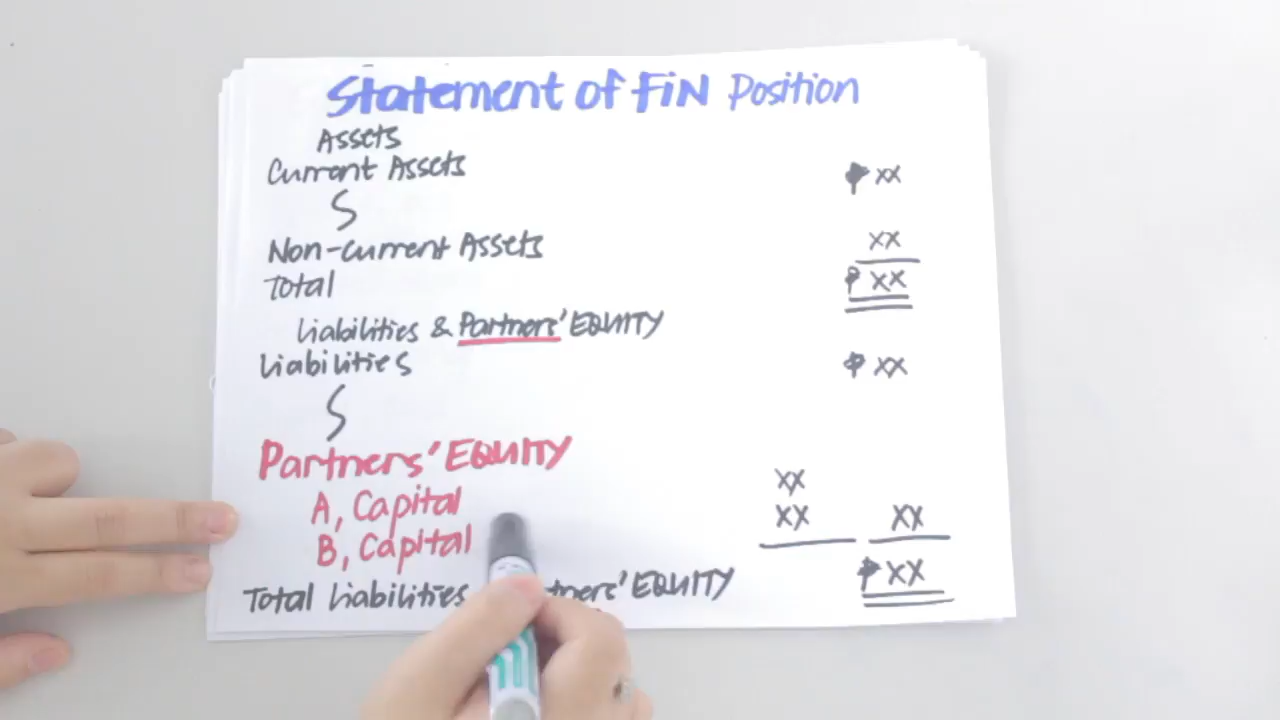 Statement of FiN Position
Assets
Current Assets ₱ xx
Non-current Assets xx
Total ₱ xx
Liabilities & Partners' EQUITY
Liabilities ₱ xx
Partners' EQUITY
A, Capital xx
B, Capital xx xx
Total Liabilities EQUITY ₱ xx